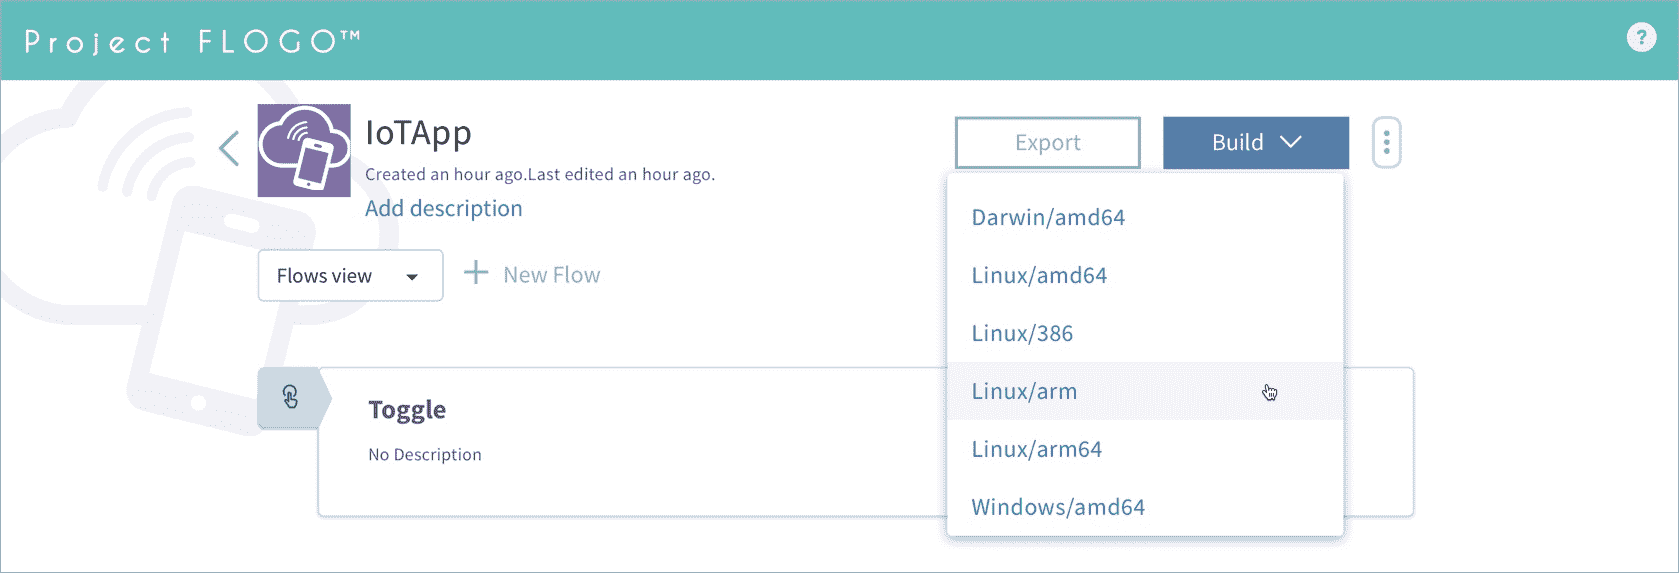 Project FLOGO™
?
IoTApp
Export
Build
Created an hour ago.Last edited an hour ago.
Add description
Flows view
New Flow
Darwin/amd64
Linux/amd64
Linux/386
Linux/arm
Linux/arm64
Windows/amd64
Toggle
No Description